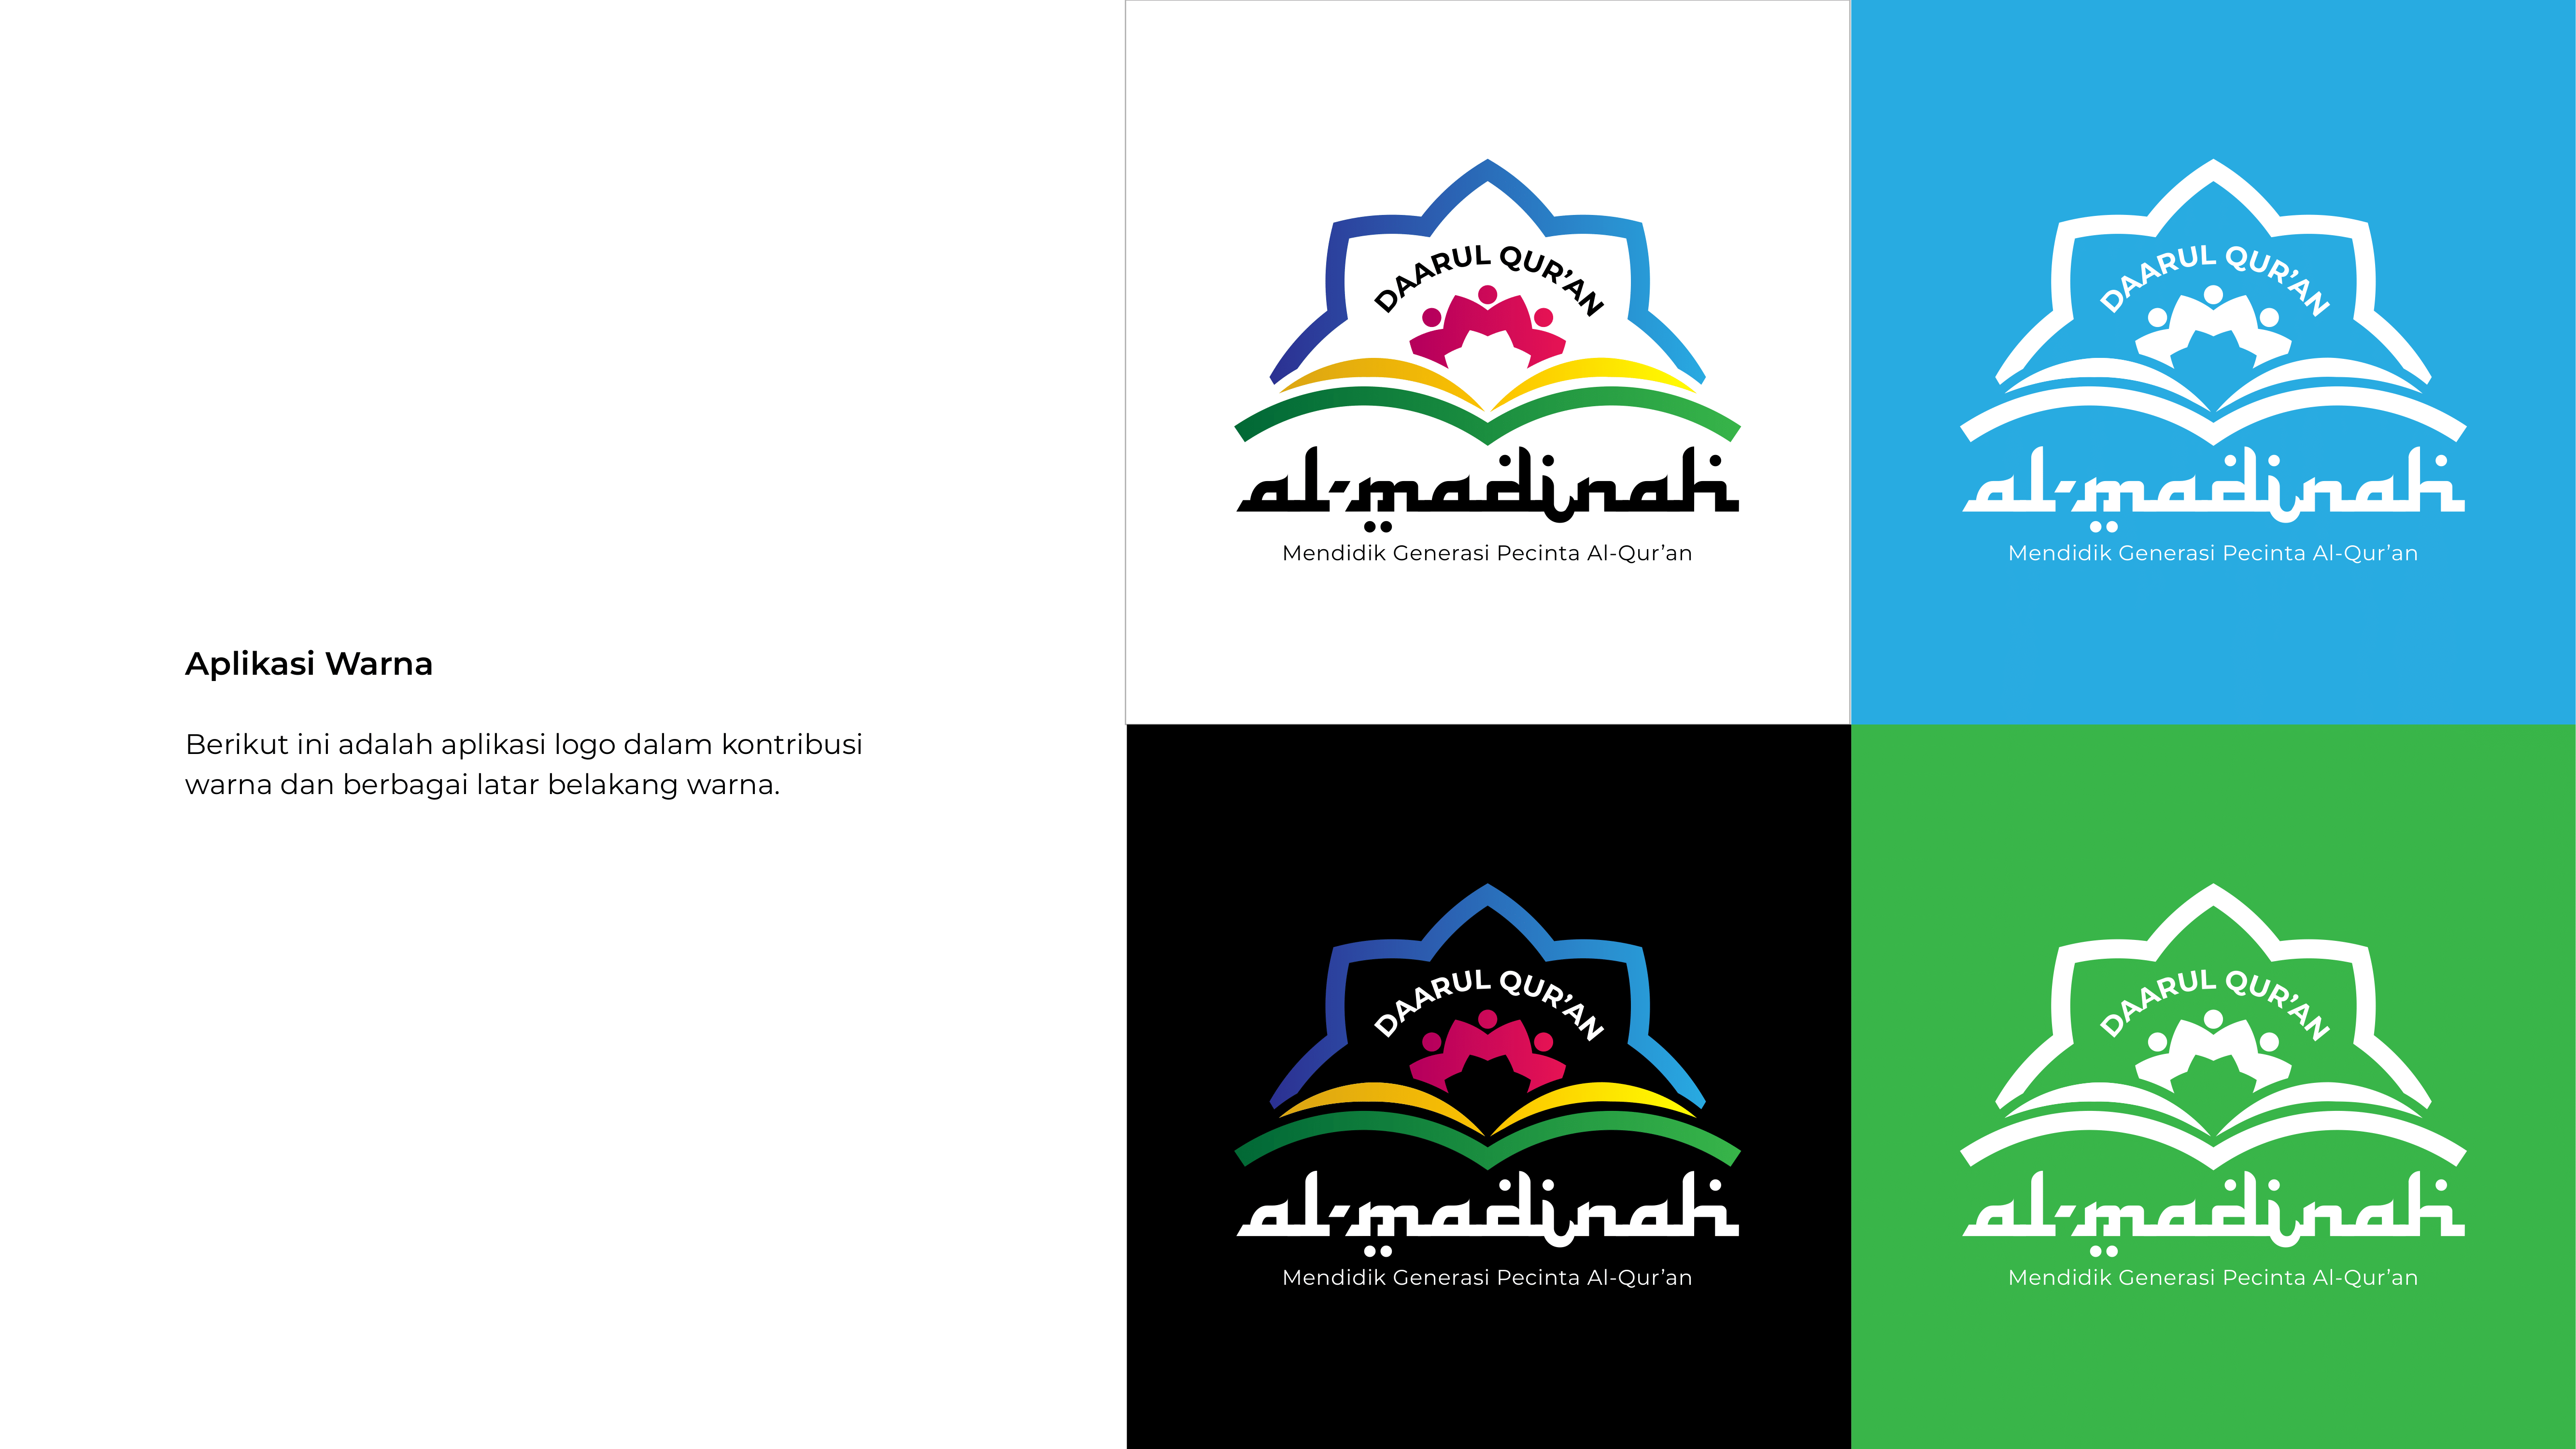 Aplikasi Warna
Berikut ini adalah aplikasi logo dalam kontribusi
warna dan berbagai latar belakang warna.
DAARUL QUR’AN
al-madinah
Mendidik Generasi Pecinta Al-Qur’an
DAARUL QUR’AN
al-madinah
Mendidik Generasi Pecinta Al-Qur’an
DAARUL QUR’AN
al-madinah
Mendidik Generasi Pecinta Al-Qur’an
DAARUL QUR’AN
al-madinah
Mendidik Generasi Pecinta Al-Qur’an